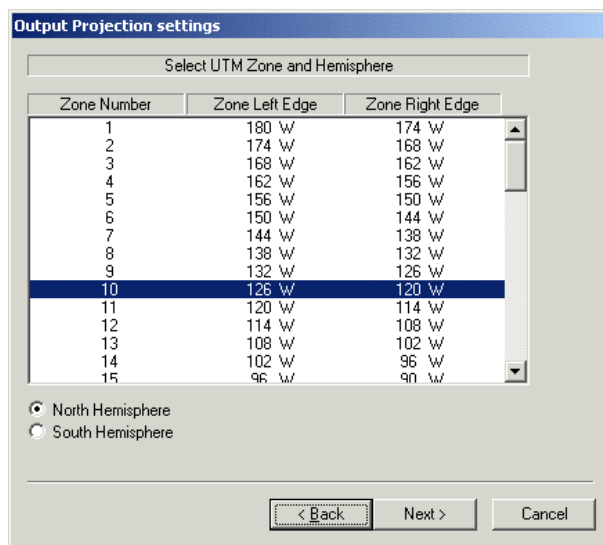 Output Projection settings
Select UTM Zone and Hemisphere
Zone Number Zone Left Edge Zone Right Edge
1 180 W 174 W
2 174 W 168 W
3 168 W 162 W
4 162 W 156 W
5 156 W 150 W
6 150 W 144 W
7 144 W 138 W
8 138 W 132 W
9 132 W 126 W
10 126 W 120 W
11 120 W 114 W
12 114 W 108 W
13 108 W 102 W
14 102 W 96 W
15 96 W 90 W
North Hemisphere
South Hemisphere
< Back Next > Cancel